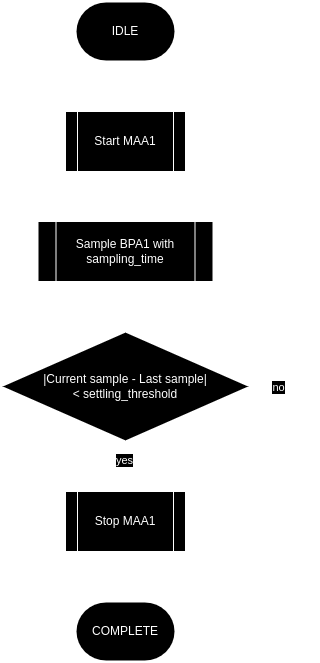 IDLE
Start MAA1
Sample BPA1 with
sampling_time
|Current sample - Last sample|
< settling_threshold
no
yes
Stop MAA1
COMPLETE